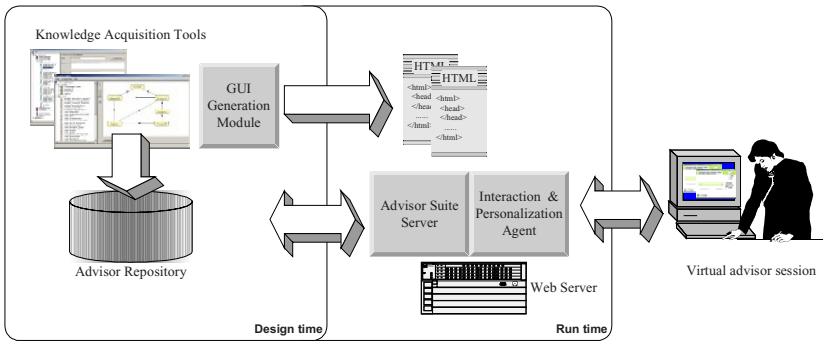 Knowledge Acquisition Tools
GUI
Generation
Module
HTML
<html>
<head
</head
......
</html>
HTML
<html>
<head>
</head>
......
</html>
Advisor Repository
Advisor Suite
Server
Interaction &
Personalization
Agent
Web Server
Virtual advisor session
Design time
Run time